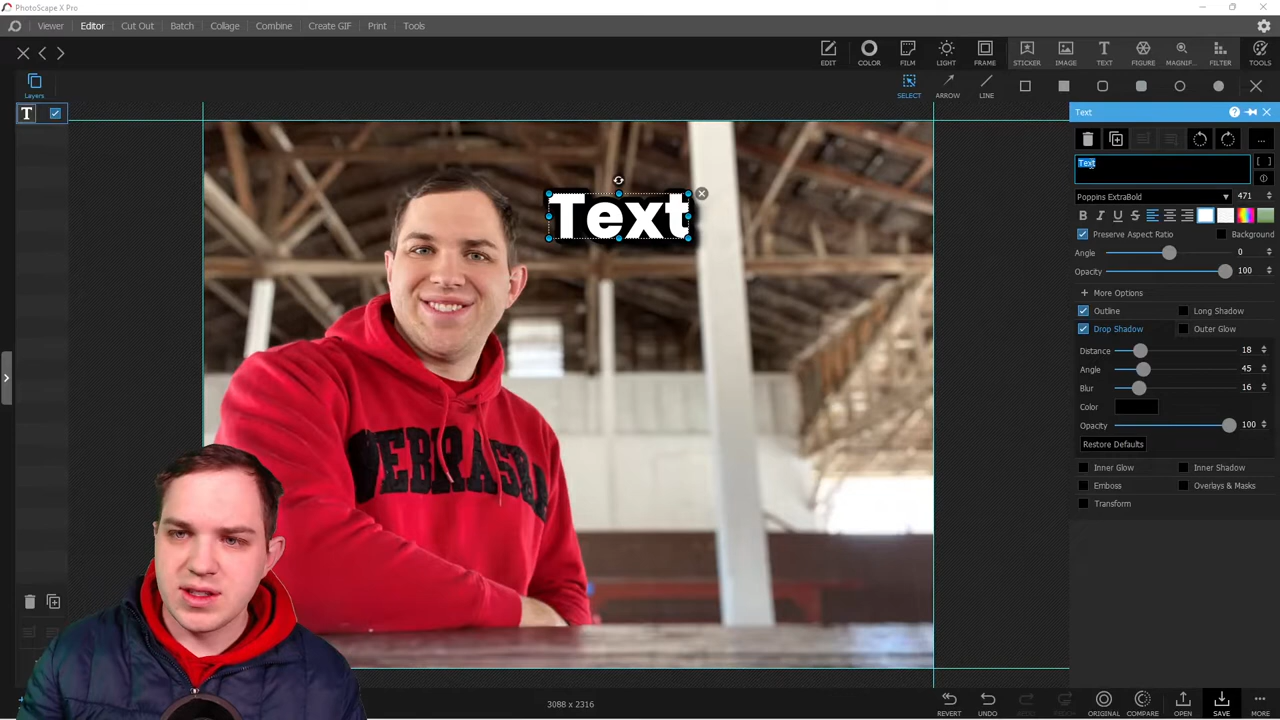 PhotoScape X Pro
Viewer Editor Cut Out Batch Collage Combine Create GIF Print Tools
EDIT COLOR FILM LIGHT FRAME STICKER IMAGE TEXT FIGURE MAGNIF... FILTER TOOLS
Layers
SELECT ARROW LINE
T
Text
Text
...
Text
Poppins ExtraBold 471
B I U S
Preserve Aspect Ratio Background
Angle 0
Opacity 100
+ More Options
Outline Long Shadow
Drop Shadow Outer Glow
Distance 18
Angle 45
Blur 16
Color
Opacity 100
Restore Defaults
Inner Glow Inner Shadow
Emboss Overlays & Masks
Transform
NEBRASKA
3088 x 2316
REVERT UNDO ORIGINAL COMPARE OPEN SAVE MORE